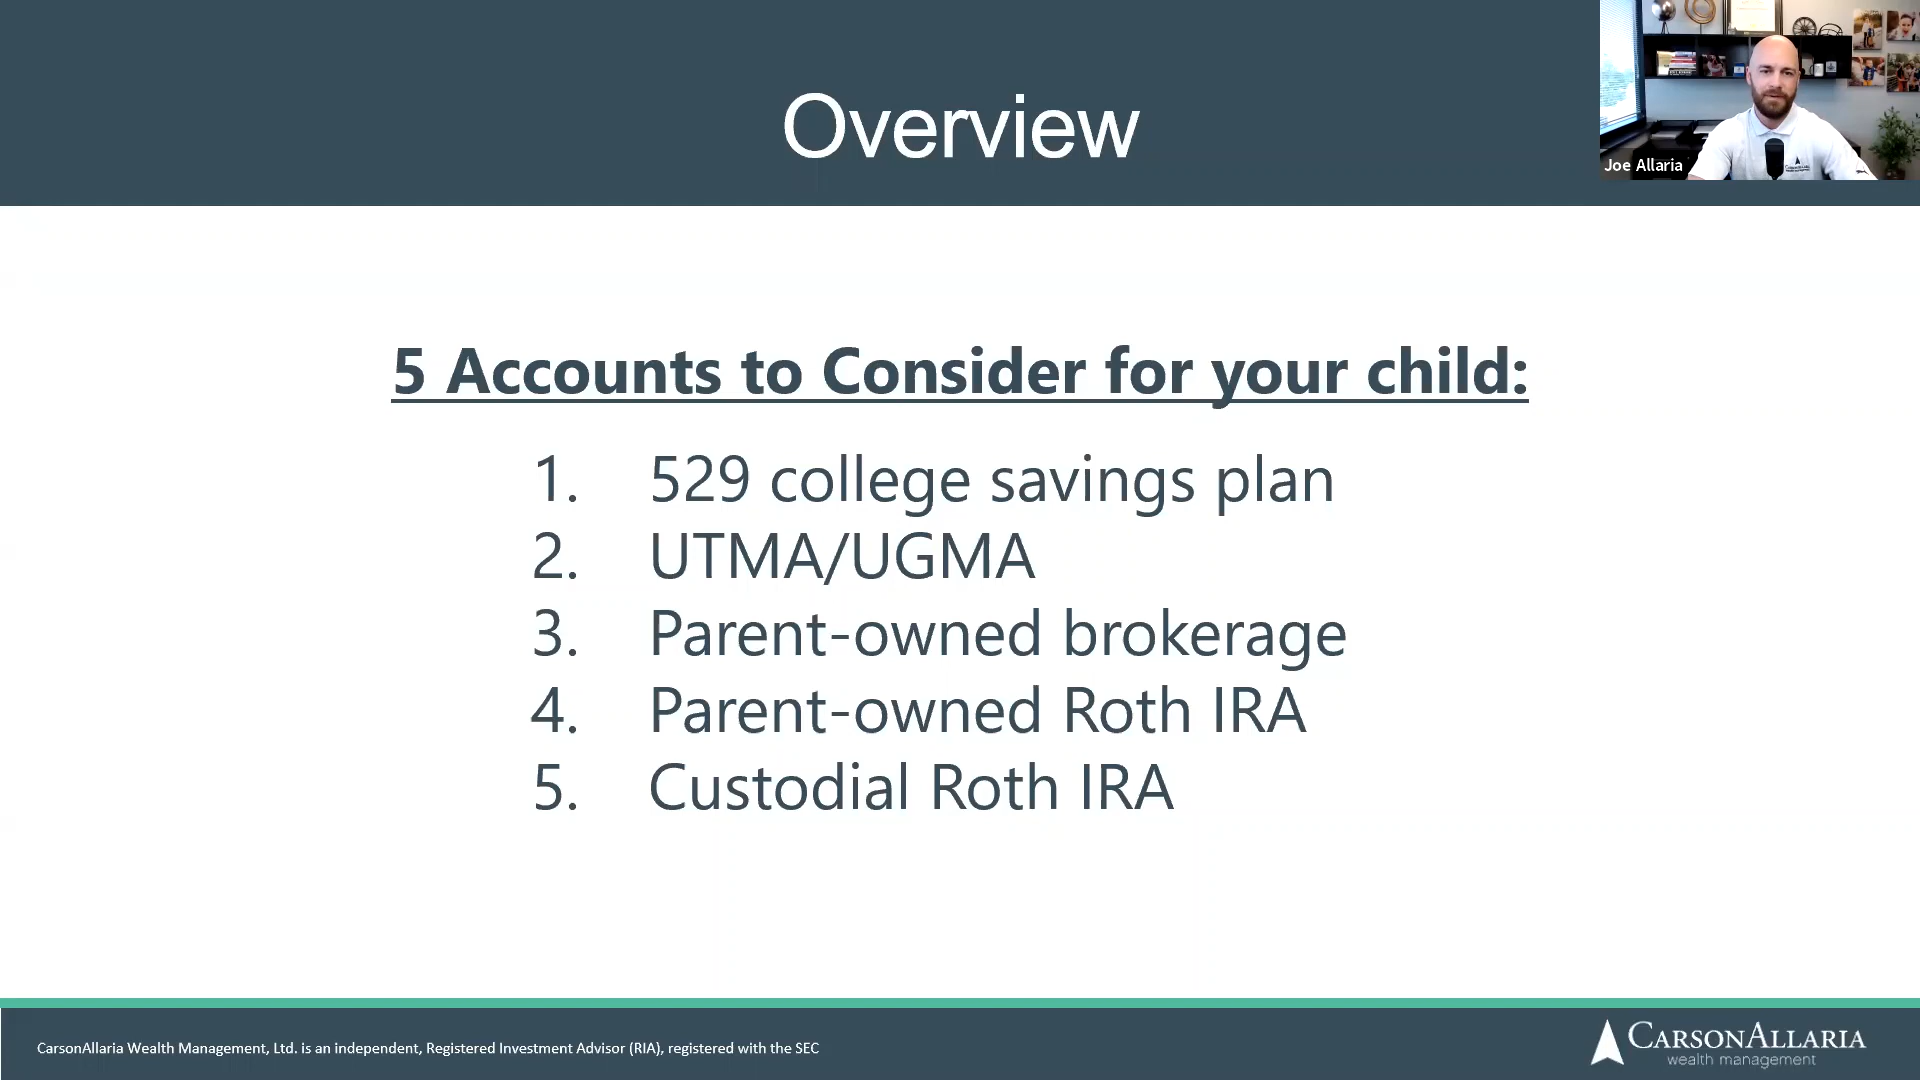 Overview
Joe Allaria
5 Accounts to Consider for your child:
1. 529 college savings plan
2. UTMA/UGMA
3. Parent-owned brokerage
4. Parent-owned Roth IRA
5. Custodial Roth IRA
CarsonAllaria Wealth Management, Ltd. is an independent, Registered Investment Advisor (RIA), registered with the SEC
CARSONALLARIA
wealth management